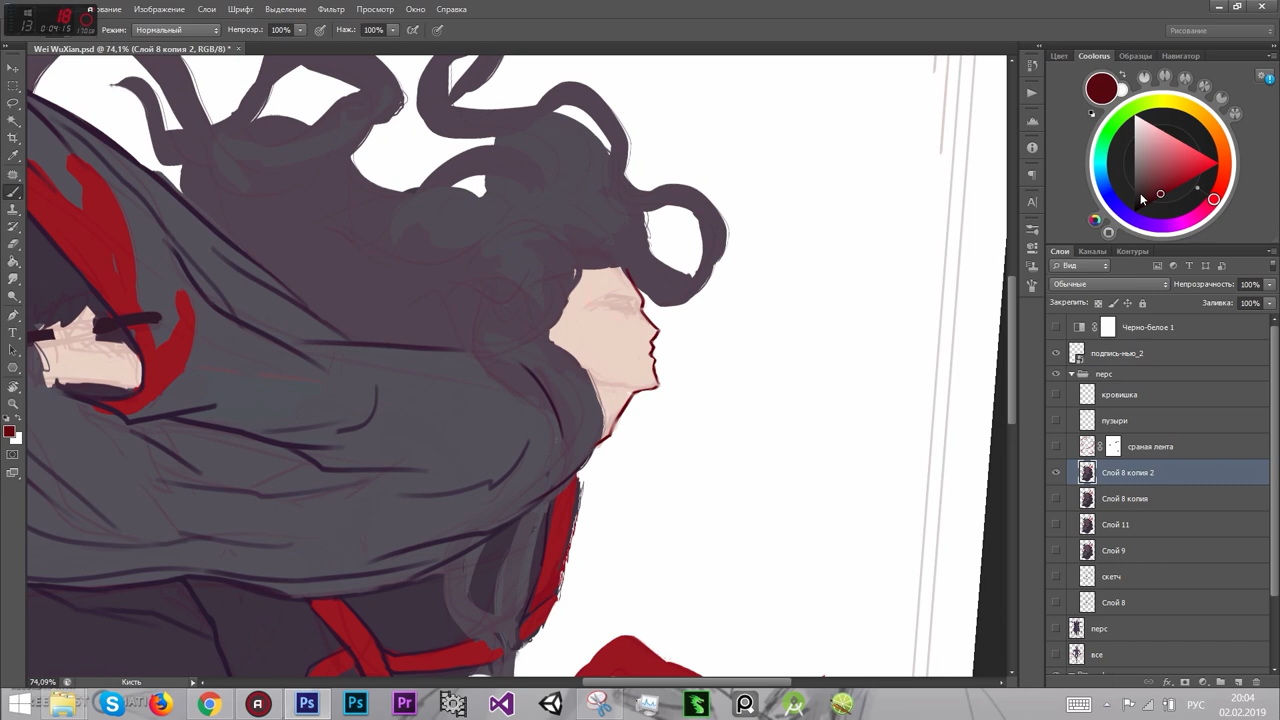 18
13 0:04:15 170 GB
Изображение Слои Шрифт Выделение Фильтр Просмотр Окно Справка
Режим: Нормальный Непрозр.: 100% Наж.: 100% Рисование
Wei WuXian.psd @ 74,1% (Слой 8 копия 2, RGB/8) * ×
Цвет Coolorus Образцы Навигатор
Слои Каналы Контуры
Вид
Обычные Непрозрачность: 100%
Закрепить: Заливка: 100%
Черно-белое 1
подпись-нью_2
перс
кровишка
пузыри
сраная лента
Слой 8 копия 2
Слой 8 копия
Слой 11
Слой 9
скетч
Слой 8
перс
все
74,09% Кисть
РУС 20:04
02.02.2019